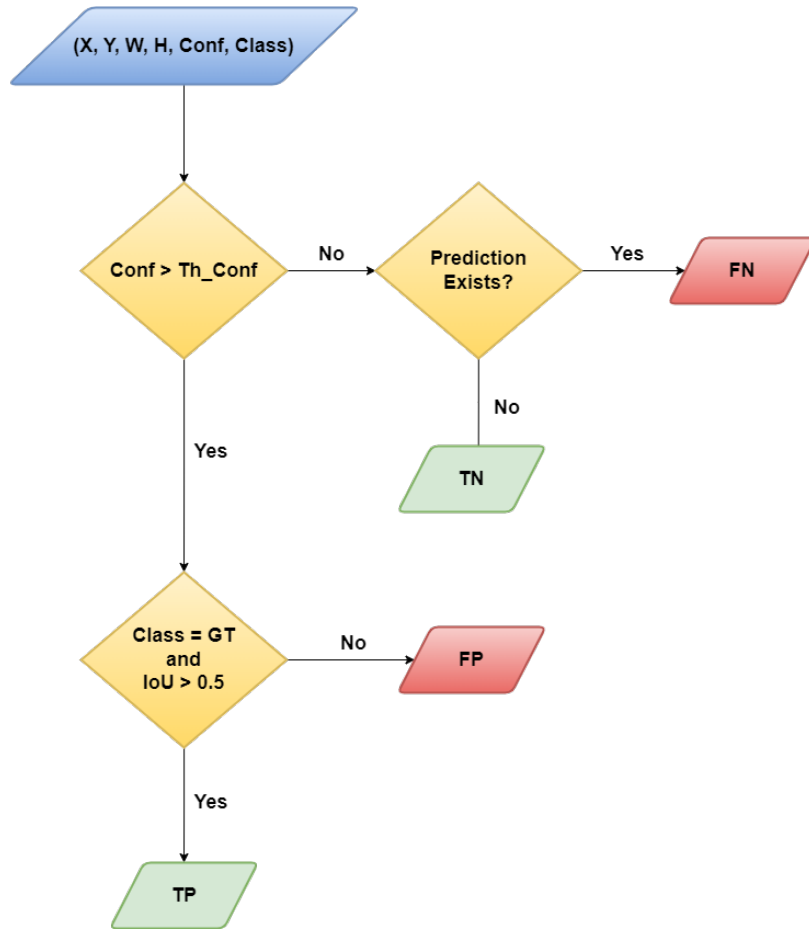 (X, Y, W, H, Conf, Class)
Conf > Th_Conf
No
Prediction
Exists?
Yes
FN
No
TN
Yes
Class = GT
and
IoU > 0.5
No
FP
Yes
TP